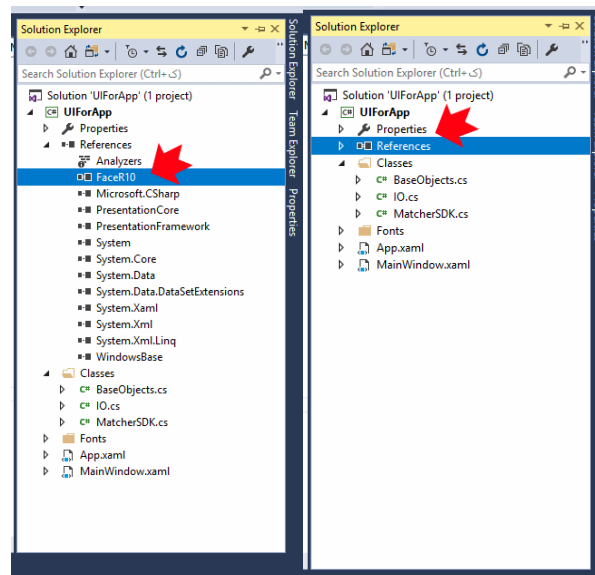 Solution Explorer
Search Solution Explorer (Ctrl+ك)
Solution 'UIForApp' (1 project)
C# UIForApp
Properties
References
Analyzers
FaceR10
Microsoft.CSharp
PresentationCore
PresentationFramework
System
System.Core
System.Data
System.Data.DataSetExtensions
System.Xaml
System.Xml
System.Xml.Linq
WindowsBase
Classes
C# BaseObjects.cs
C# IO.cs
C# MatcherSDK.cs
Fonts
App.xaml
MainWindow.xaml
Solution Explorer
Team Explorer
Properties
Solution Explorer
Search Solution Explorer (Ctrl+ك)
Solution 'UIForApp' (1 project)
C# UIForApp
Properties
References
Classes
C# BaseObjects.cs
C# IO.cs
C# MatcherSDK.cs
Fonts
App.xaml
MainWindow.xaml